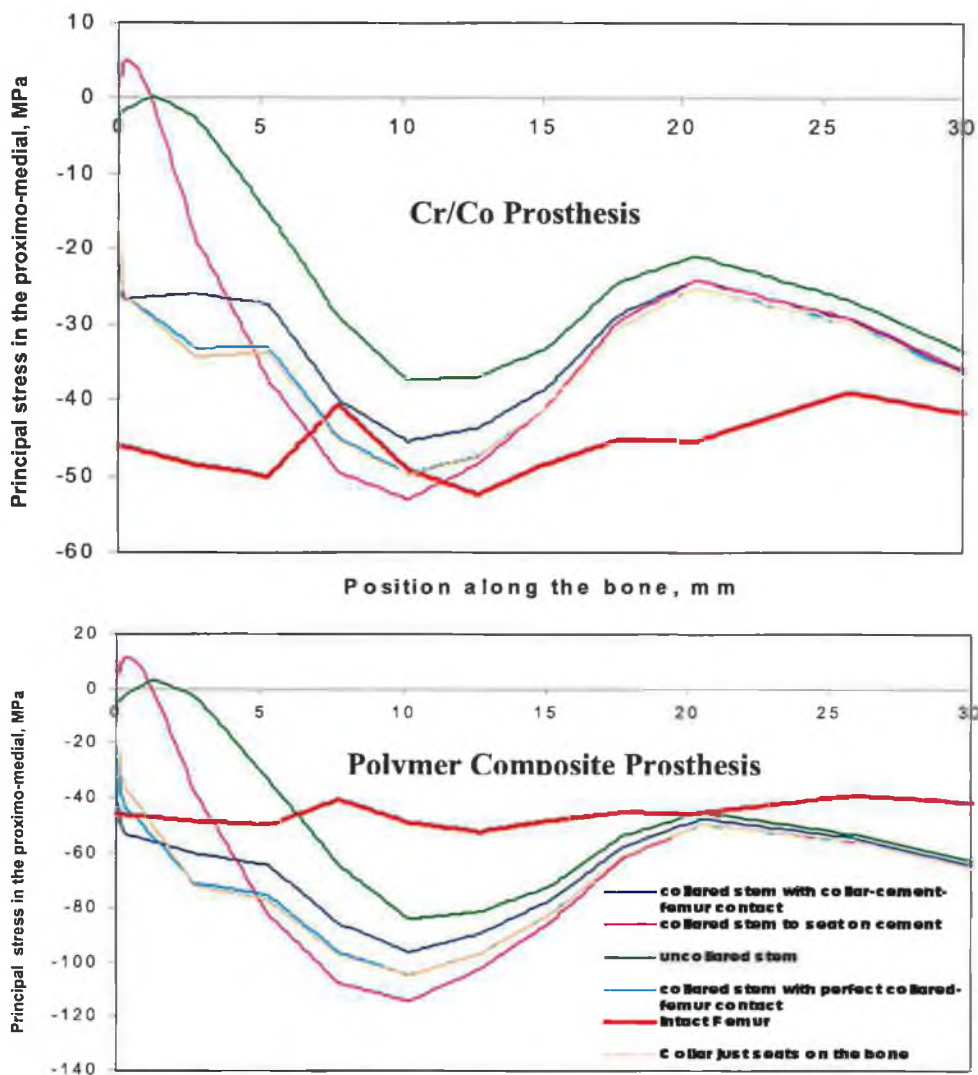 Principal stress in the proximo-medial, MPa
10
0
-10
-20
-30
-40
-50
-60
0
5
10
15
20
25
30
Cr/Co Prosthesis
Position along the bone, mm
Principal stress in the proximo-medial, MPa
20
0
-20
-40
-60
-80
-100
-120
-140
0
5
10
15
20
25
30
Polymer Composite Prosthesis
collared stem with collar-cement-
femur contact
collared stem to seat on cement
uncollared stem
collared stem with perfect collared-
femur contact
Intact Femur
Collar just seats on the bone